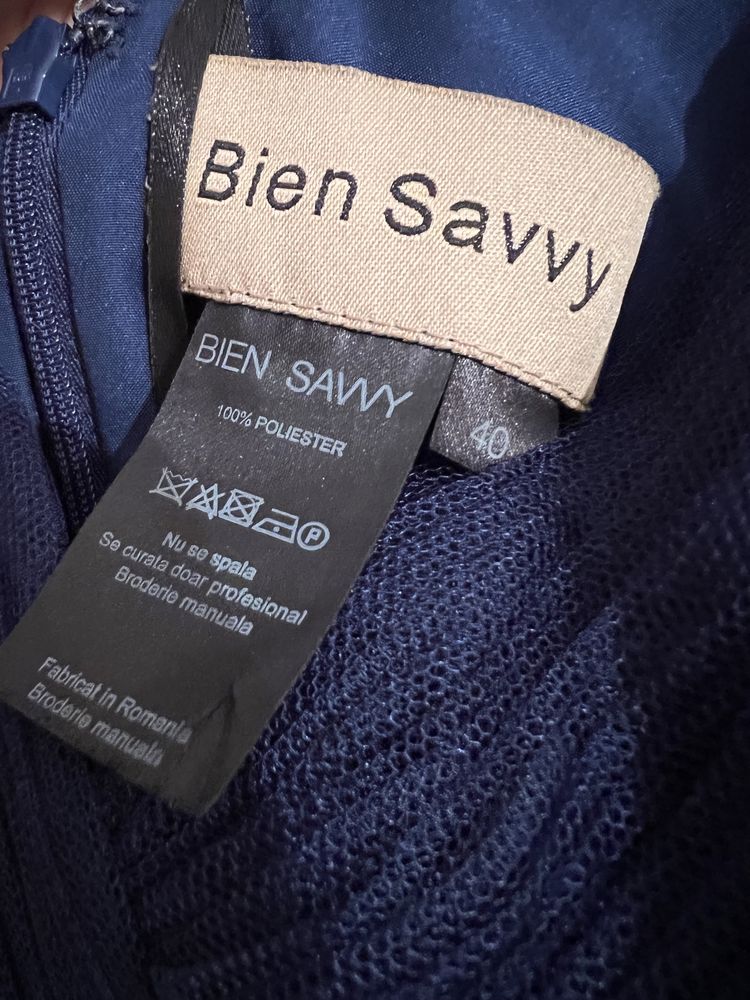 Bien Savvy
BIEN SAVVY
100% POLIESTER
40
P
Nu se spala
Se curata doar profesional
Broderie manuala
Fabricat in Romania
Broderie manuala